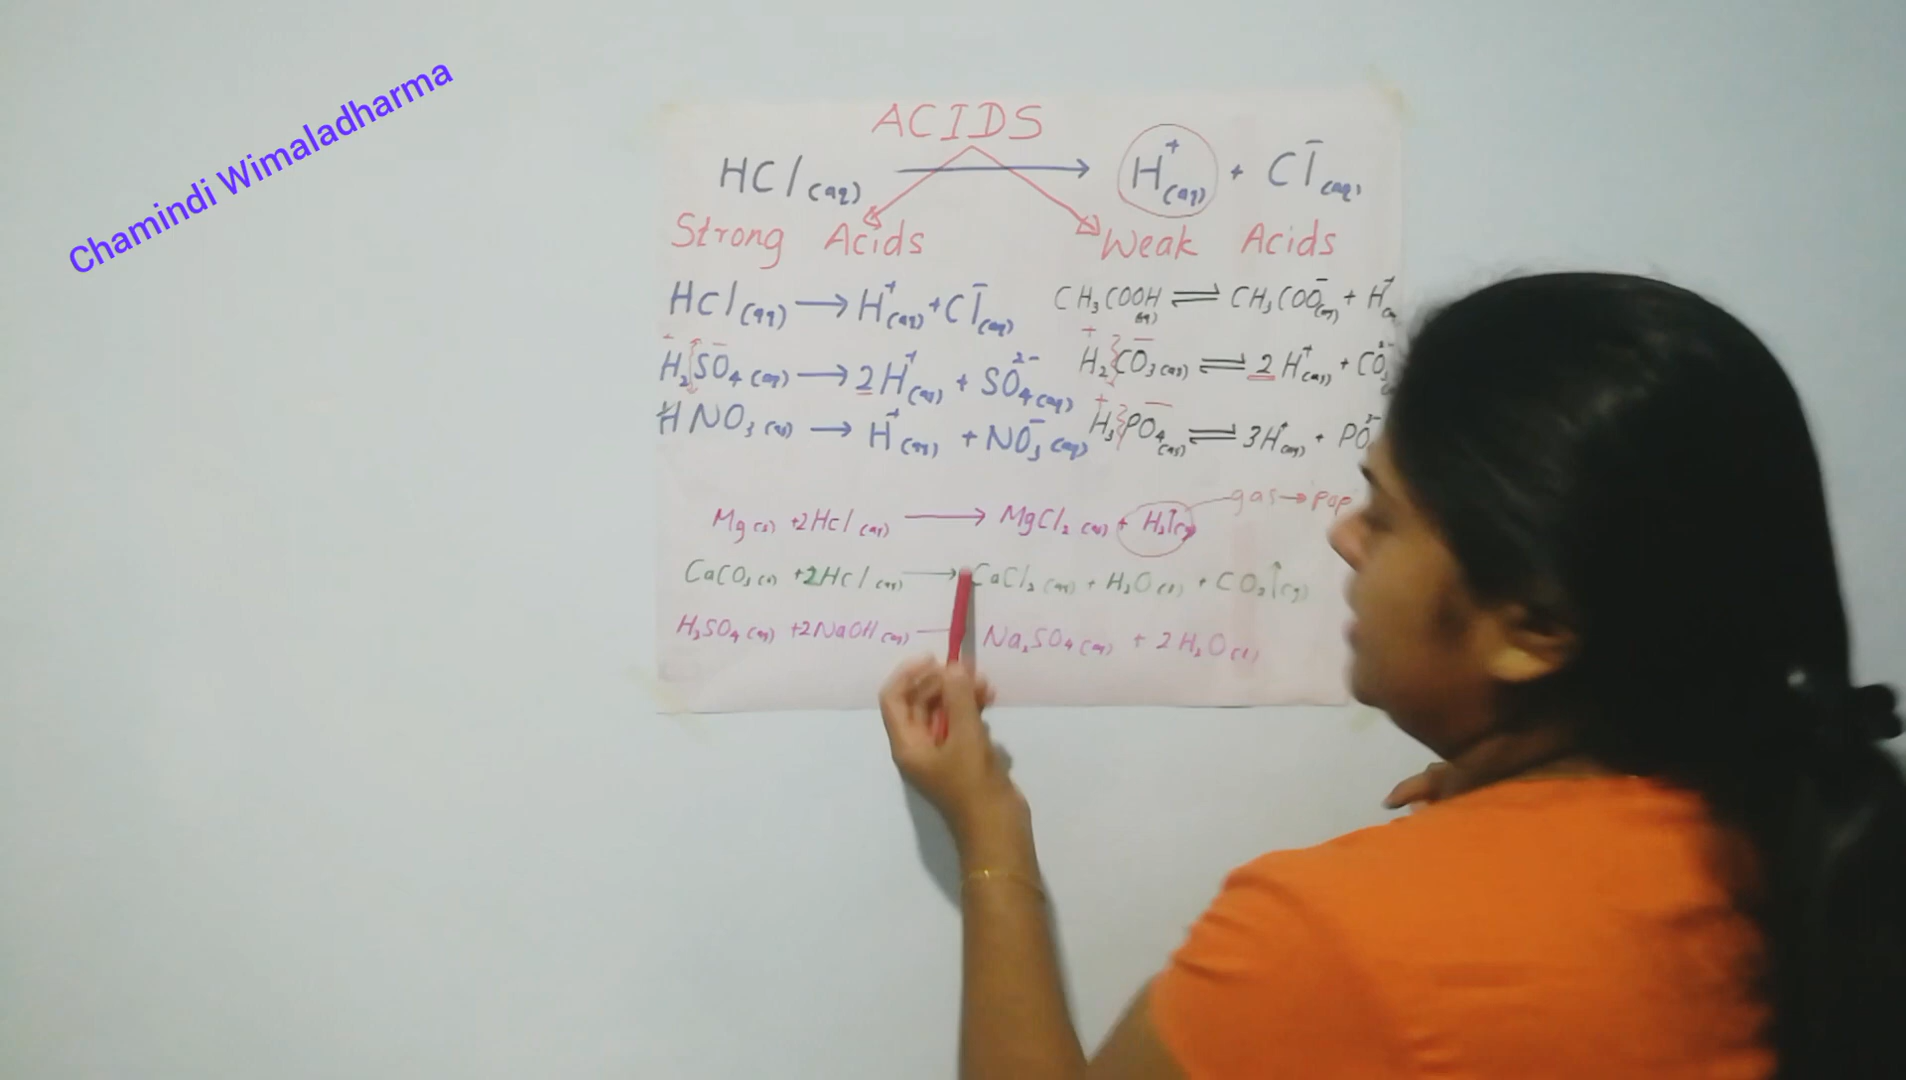 Chamindi Wimaladharma
ACIDS
HCl(aq) → H⁺(aq) + Cl⁻(aq)
Strong Acids Weak Acids
HCl(aq) → H⁺(aq) + Cl⁻(aq)
H₂SO₄(aq) → 2H⁺(aq) + SO₄²⁻(aq)
HNO₃(aq) → H⁺(aq) + NO₃⁻(aq)
CH₃COOH(aq) ⇌ CH₃COO⁻(aq) + H⁺
H₂CO₃(aq) ⇌ 2H⁺(aq) + CO₃²⁻
H₃PO₄(aq) ⇌ 3H⁺(aq) + PO
gas → Pop
Mg(s) + 2HCl(aq) → MgCl₂(aq) + H₂↑(g)
CaCO₃(s) + 2HCl(aq) → CaCl₂(aq) + H₂O(l) + CO₂↑(g)
H₂SO₄(aq) + 2NaOH(aq) — Na₂SO₄(aq) + 2H₂O(l)